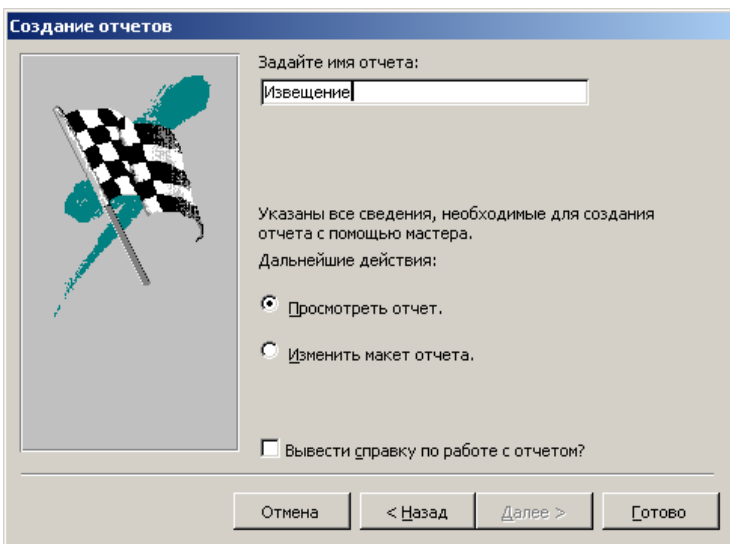 Создание отчетов
Задайте имя отчета:
Извещение
Указаны все сведения, необходимые для создания
отчета с помощью мастера.
Дальнейшие действия:
Просмотреть отчет.
Изменить макет отчета.
Вывести справку по работе с отчетом?
Отмена < Назад Далее > Готово